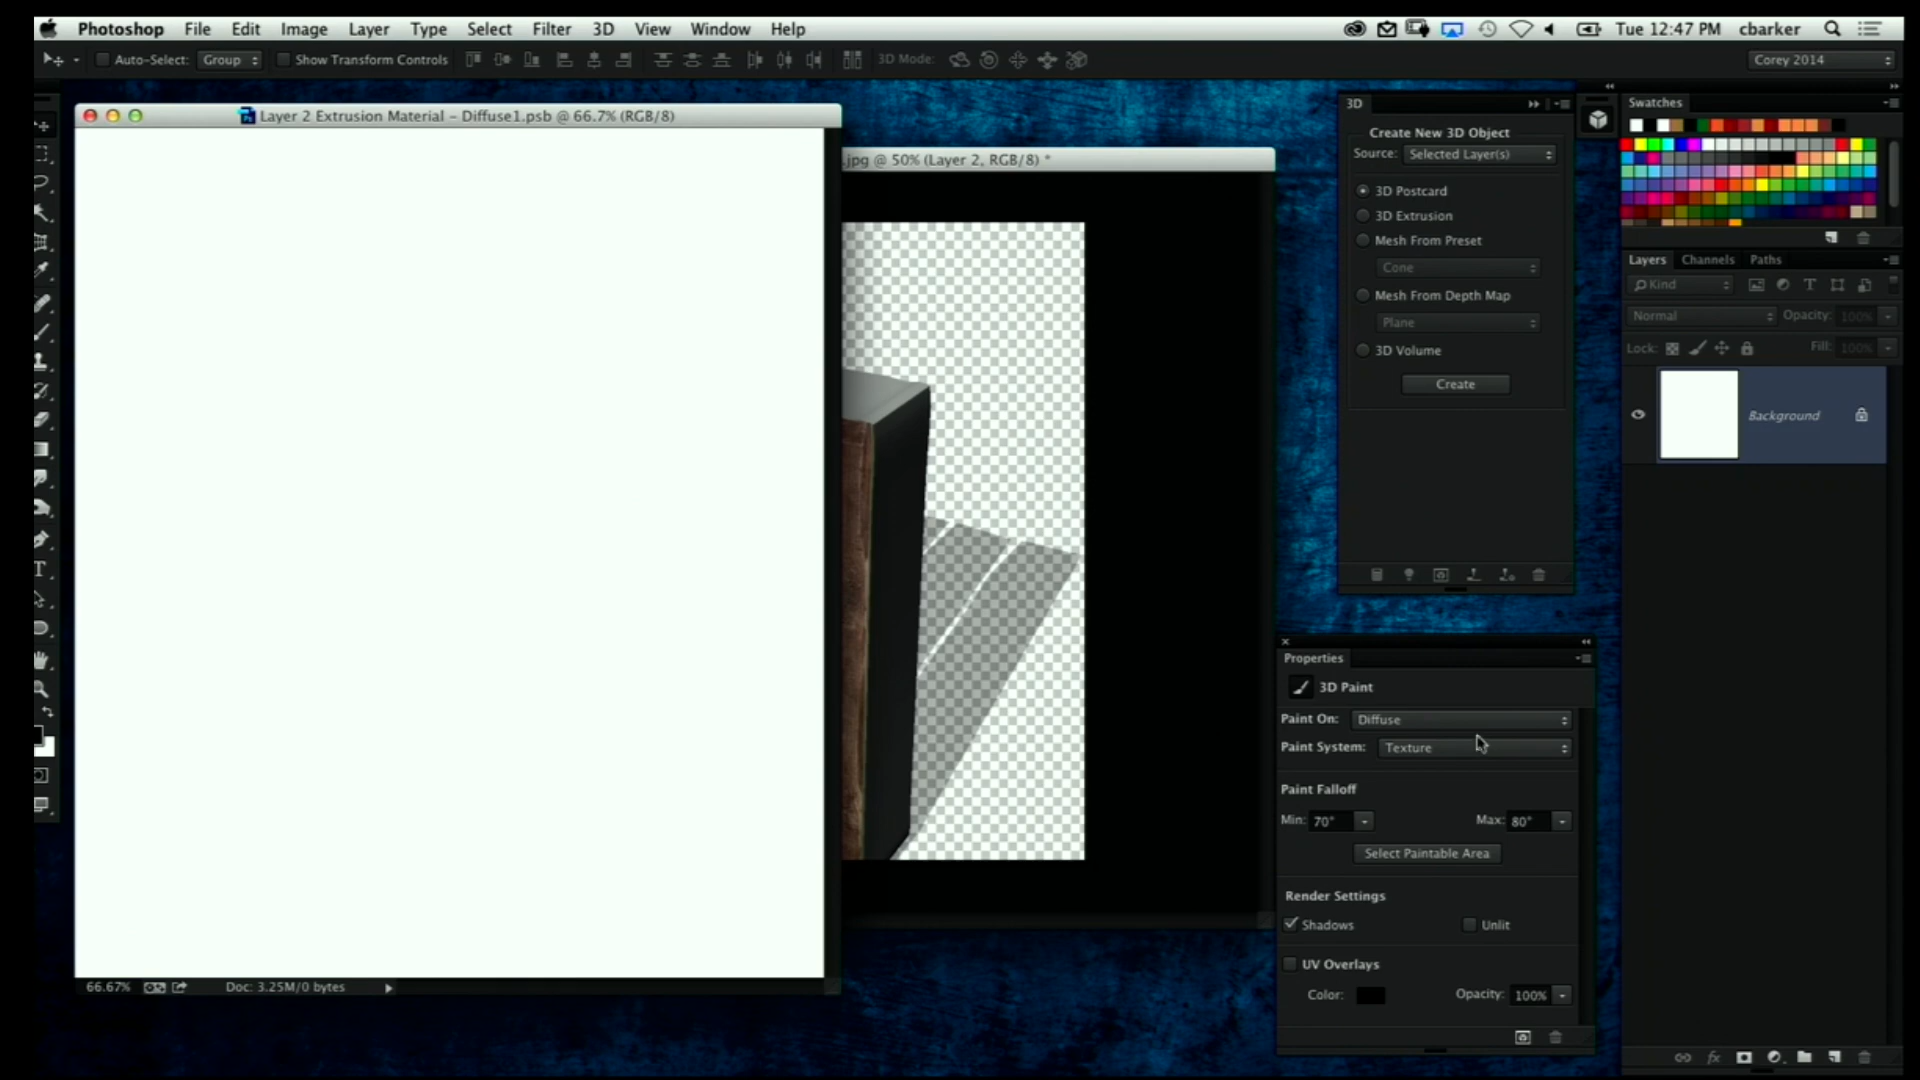 Photoshop File Edit Image Layer Type Select Filter 3D View Window Help Tue 12:47 PM cbarker
Auto-Select: Group Show Transform Controls 3D Mode: Corey 2014
Layer 2 Extrusion Material – Diffuse1.psb @ 66.7% (RGB/8)
.jpg @ 50% (Layer 2, RGB/8) *
66.67% Doc: 3.25M/0 bytes
3D
Create New 3D Object
Source: Selected Layer(s)
3D Postcard
3D Extrusion
Mesh From Preset
Cone
Mesh From Depth Map
Plane
3D Volume
Create
Properties
3D Paint
Paint On: Diffuse
Paint System: Texture
Paint Falloff
Min: 70° Max: 80°
Select Paintable Area
Render Settings
Shadows Unlit
UV Overlays
Color: Opacity: 100%
Swatches
Layers Channels Paths
Kind
Normal Opacity: 100%
Lock: Fill: 100%
Background
fx